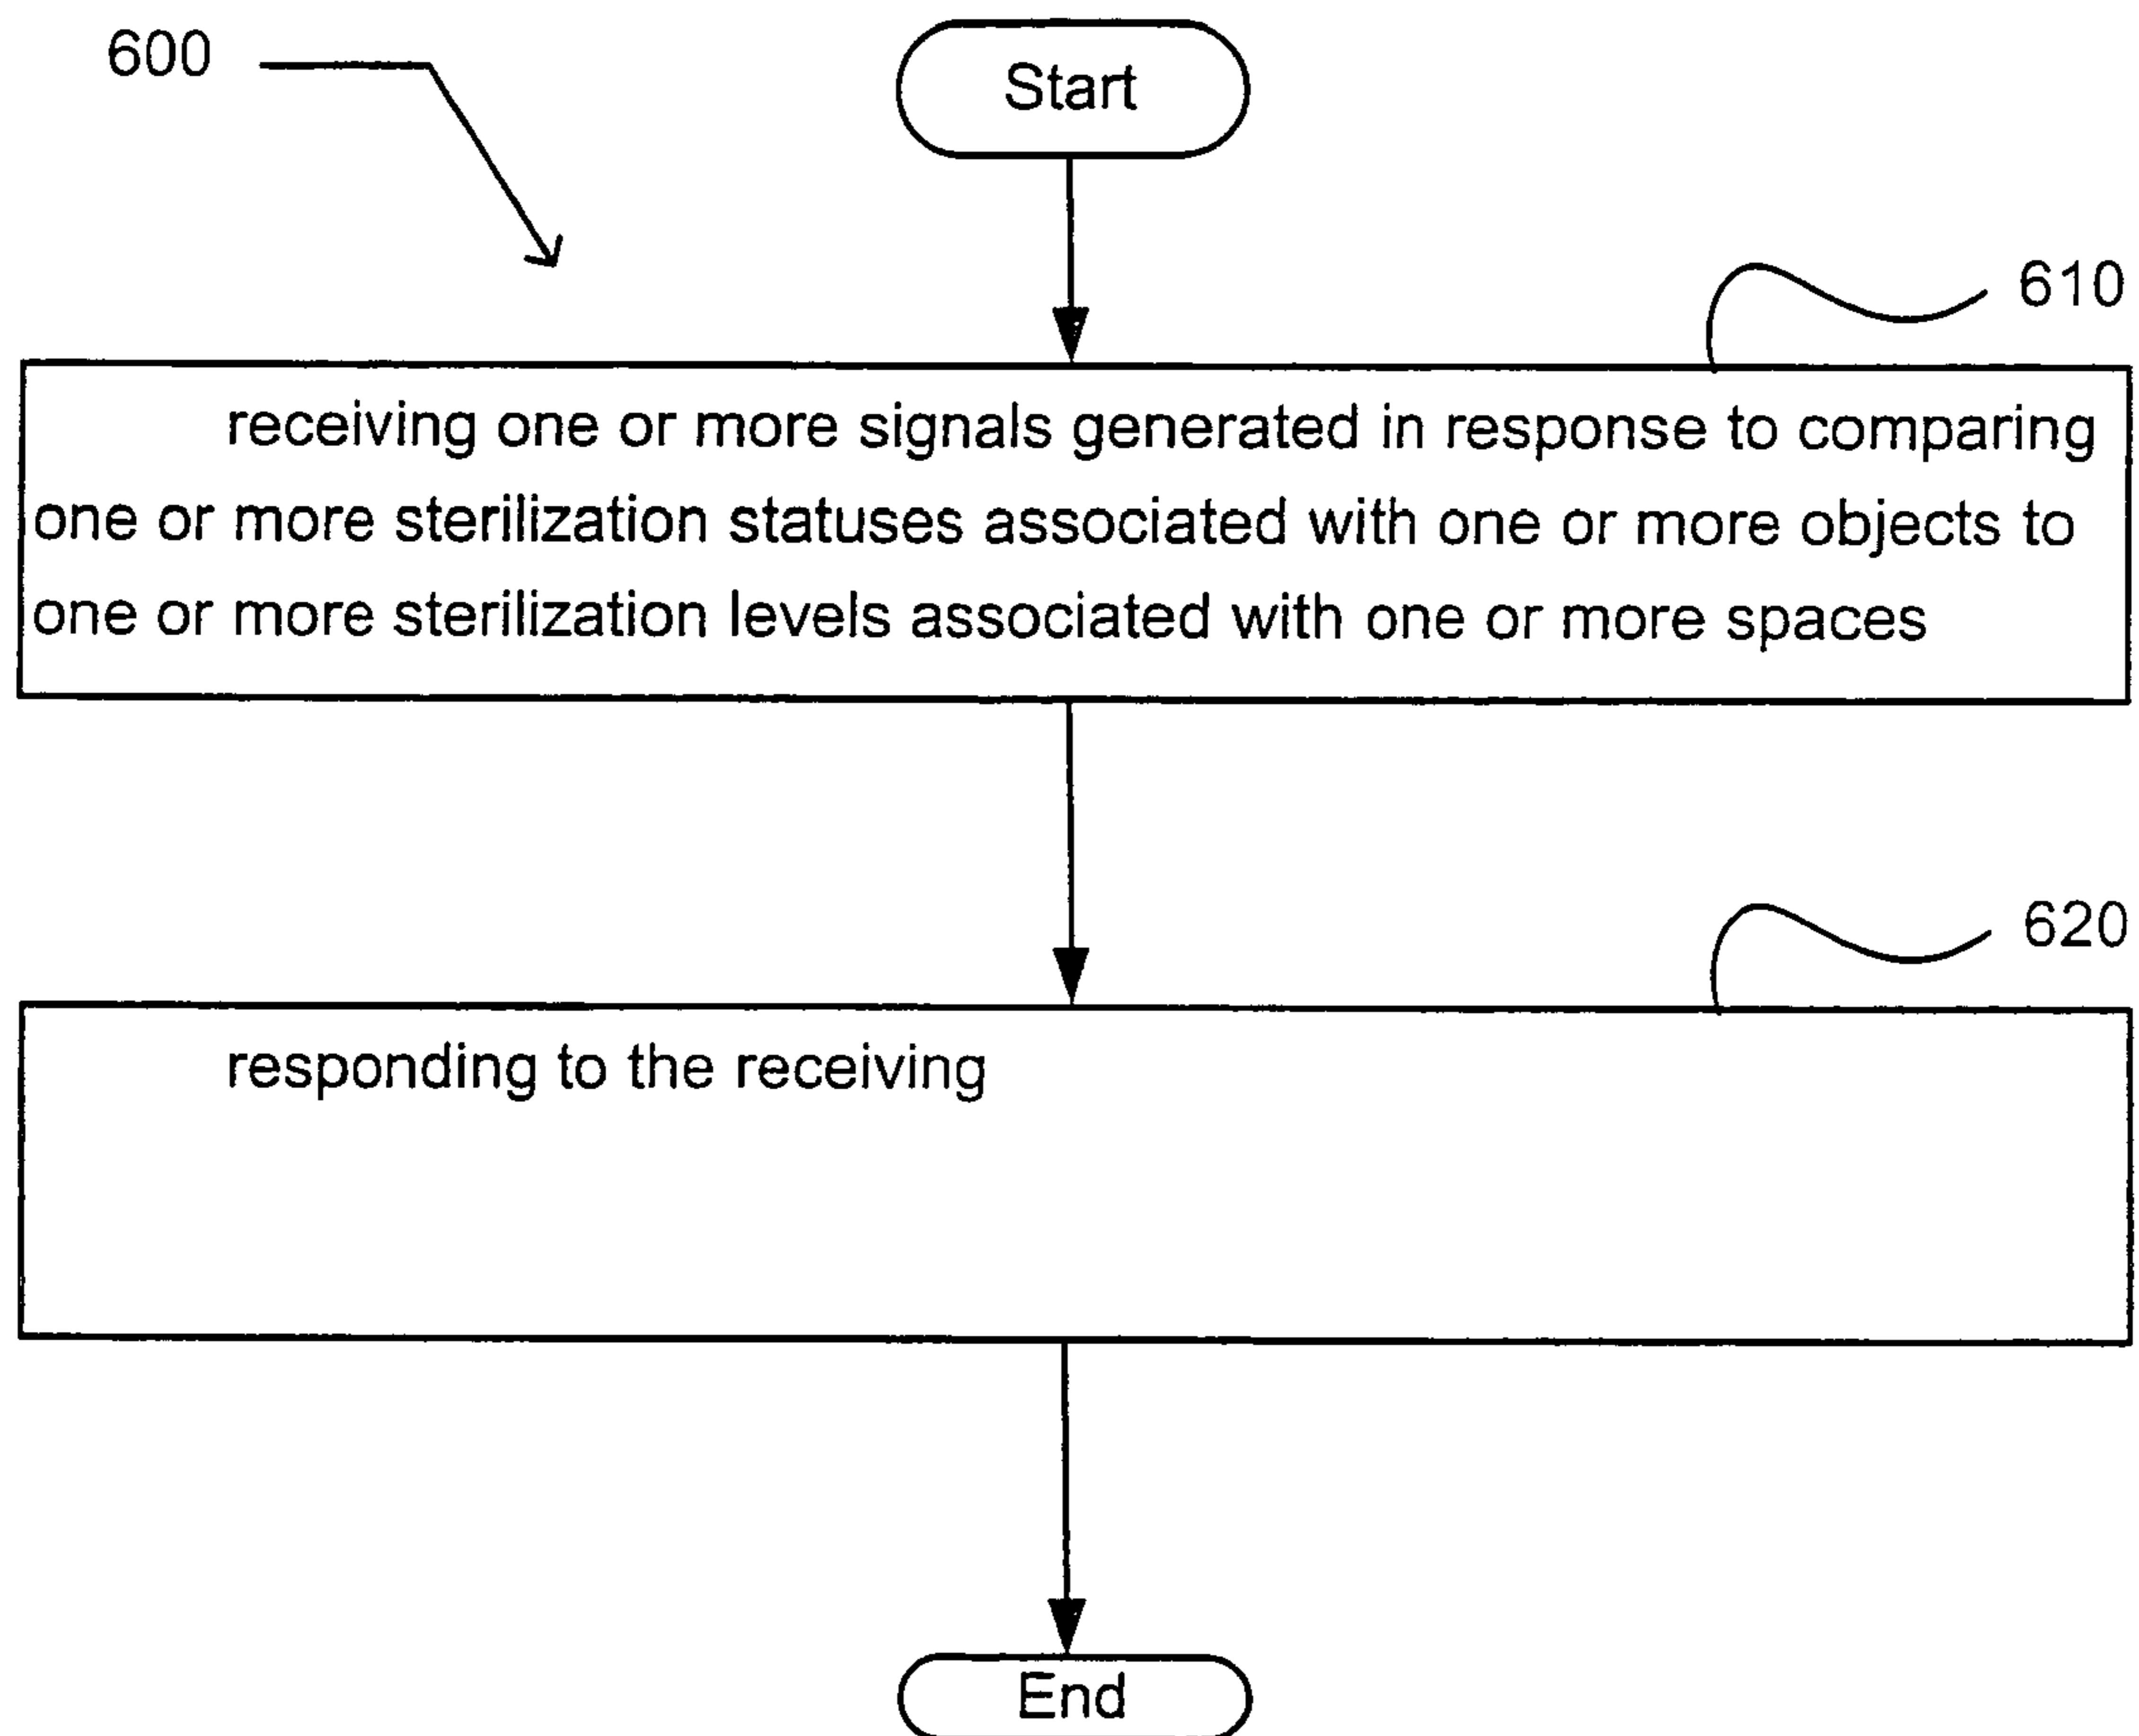 600
Start
610
receiving one or more signals generated in response to comparing
one or more sterilization statuses associated with one or more objects to
one or more sterilization levels associated with one or more spaces
620
responding to the receiving
End